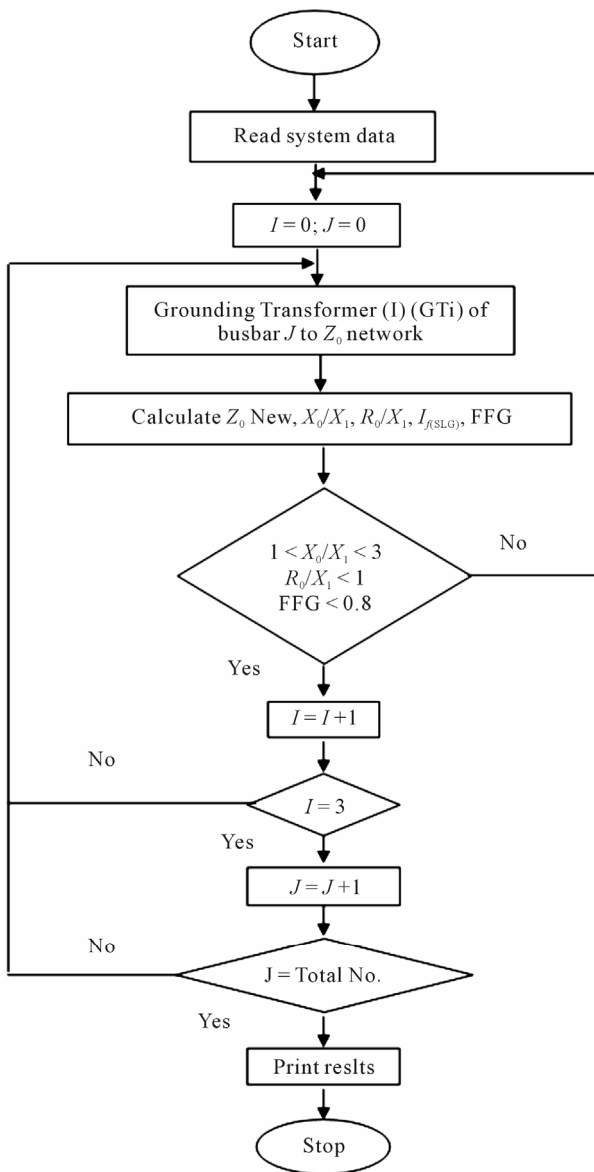 Start
Read system data
I = 0; J = 0
Grounding Transformer (I) (GTi) of
busbar J to Z₀ network
Calculate Z₀ New, X₀/X₁, R₀/X₁, I_f(SLG), FFG
1 < X₀/X₁ < 3
R₀/X₁ < 1
FFG < 0.8
No
Yes
I = I +1
No
I = 3
Yes
J = J +1
No
J = Total No.
Yes
Print reslts
Stop